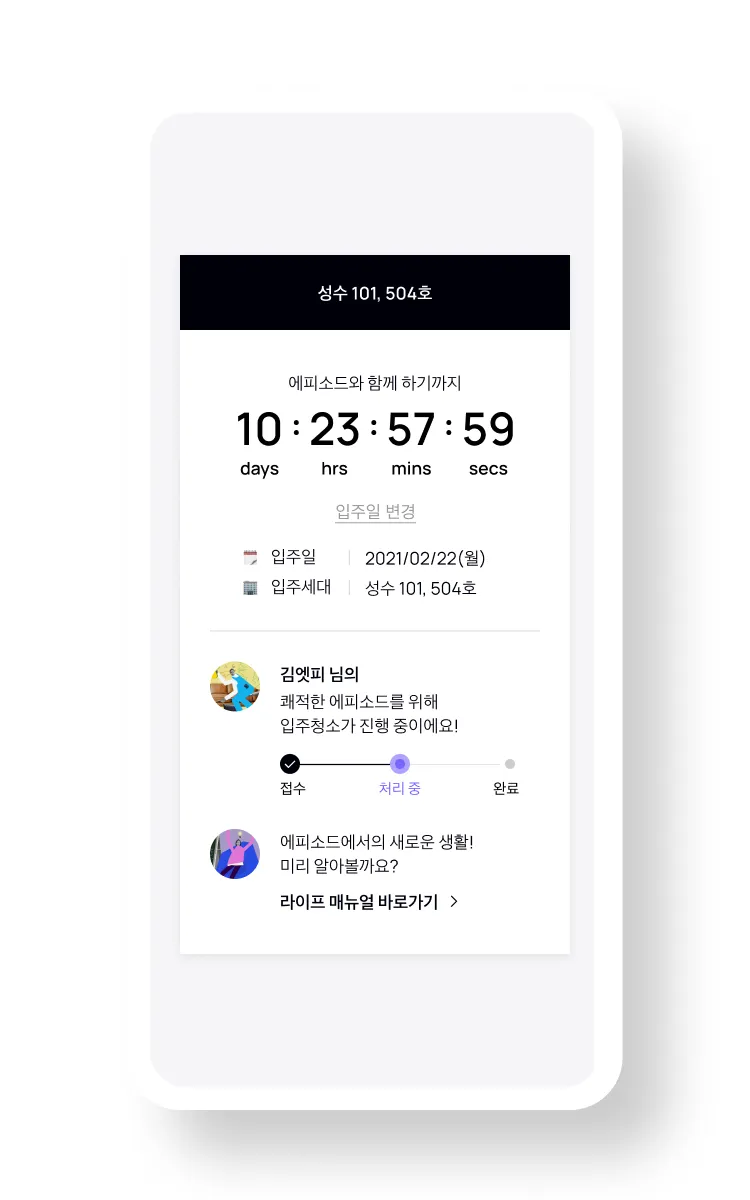 성수 101, 504호
에피소드와 함께 하기까지
10 : 23 : 57 : 59
days hrs mins secs
입주일 변경
입주일 2021/02/22(월)
입주세대 성수 101, 504호
김엣피 님의
쾌적한 에피소드를 위해
입주청소가 진행 중이에요!
접수 처리 중 완료
에피소드에서의 새로운 생활!
미리 알아볼까요?
라이프 매뉴얼 바로가기 >